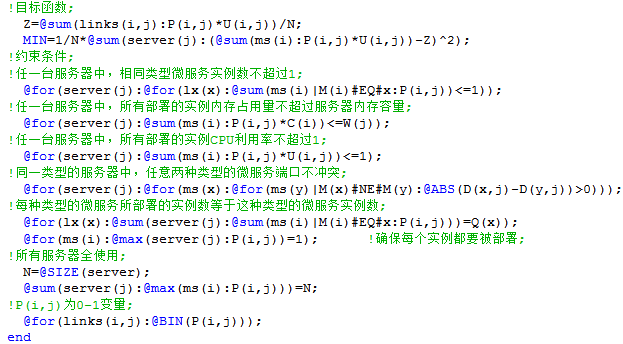 !目标函数;
Z=@sum(links(i,j):P(i,j)*U(i,j))/N;
MIN=1/N*@sum(server(j):(@sum(ms(i):P(i,j)*U(i,j))-Z)^2);
!约束条件;
!任一台服务器中，相同类型微服务实例数不超过1;
@for(server(j):@for(lx(x):@sum(ms(i)|M(i)#EQ#x:P(i,j))<=1));
!任一台服务器中，所有部署的实例内存占用量不超过服务器内存容量;
@for(server(j):@sum(ms(i):P(i,j)*C(i))<=W(j));
!任一台服务器中，所有部署的实例CPU利用率不超过1;
@for(server(j):@sum(ms(i):P(i,j)*U(i,j))<=1);
!同一类型的服务器中，任意两种类型的微服务端口不冲突;
@for(server(j):@for(ms(x):@for(ms(y)|M(x)#NE#M(y):@ABS(D(x,j)-D(y,j))>0)));
!每种类型的微服务所部署的实例数等于这种类型的微服务实例数;
@for(lx(x):@sum(server(j):@sum(ms(i)|M(i)#EQ#x:P(i,j)))=Q(x));
@for(ms(i):@max(server(j):P(i,j))=1); !确保每个实例都要被部署;
!所有服务器全使用;
N=@SIZE(server);
@sum(server(j):@max(ms(i):P(i,j)))=N;
!P(i,j)为0-1变量;
@for(links(i,j):@BIN(P(i,j)));
end